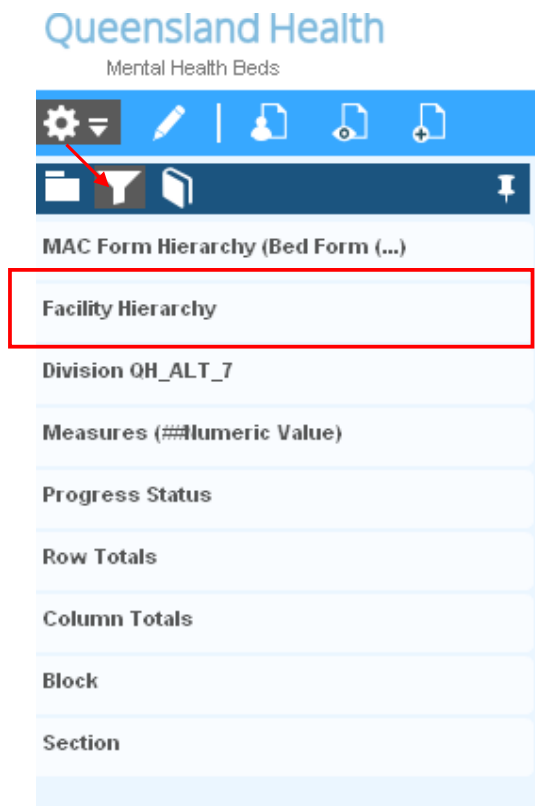 Queensland Health
Mental Health Beds
MAC Form Hierarchy (Bed Form (...)
Facility Hierarchy
Division QH_ALT_7
Measures (##Numeric Value)
Progress Status
Row Totals
Column Totals
Block
Section